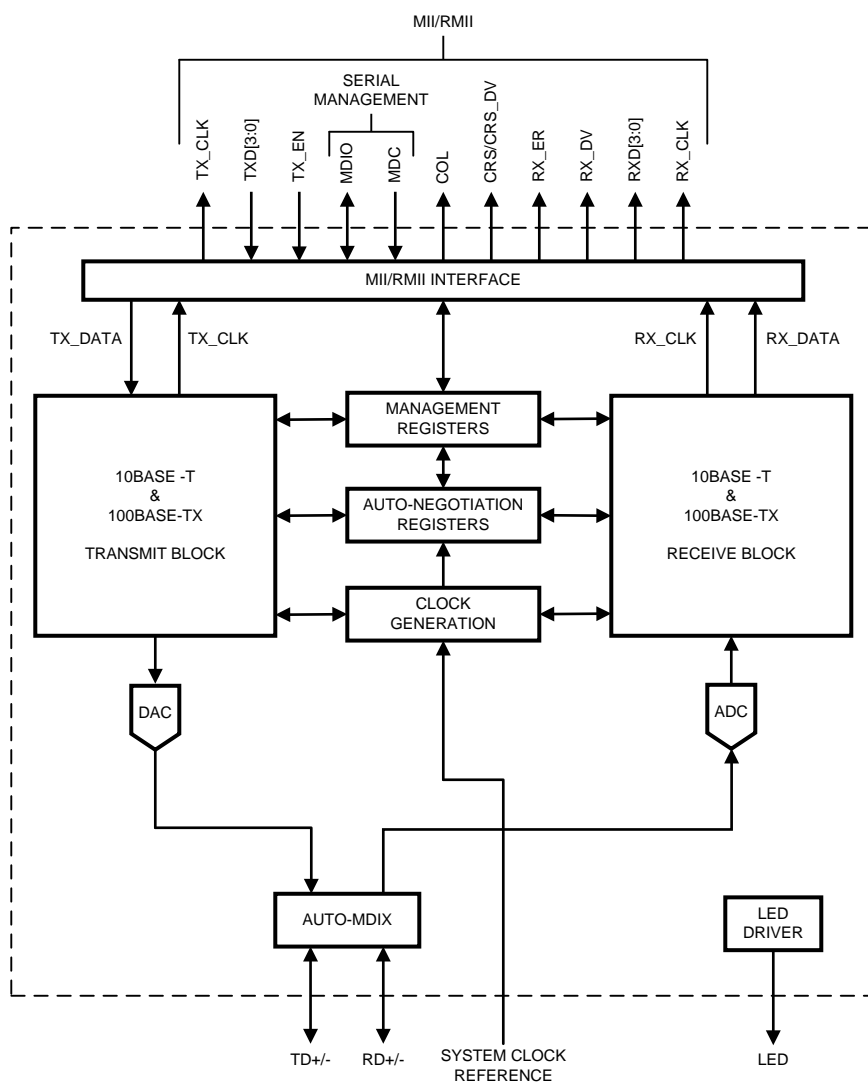 MII/RMII
SERIAL
MANAGEMENT
TX_CLK
TXD[3:0]
TX_EN
MDIO
MDC
COL
CRS/CRS_DV
RX_ER
RX_DV
RXD[3:0]
RX_CLK
MII/RMII INTERFACE
TX_DATA
TX_CLK
RX_CLK
RX_DATA
10BASE -T
&
100BASE-TX
TRANSMIT BLOCK
MANAGEMENT
REGISTERS
AUTO-NEGOTIATION
REGISTERS
CLOCK
GENERATION
10BASE -T
&
100BASE-TX
RECEIVE BLOCK
DAC
ADC
AUTO-MDIX
LED
DRIVER
TD+/-
RD+/-
SYSTEM CLOCK
REFERENCE
LED